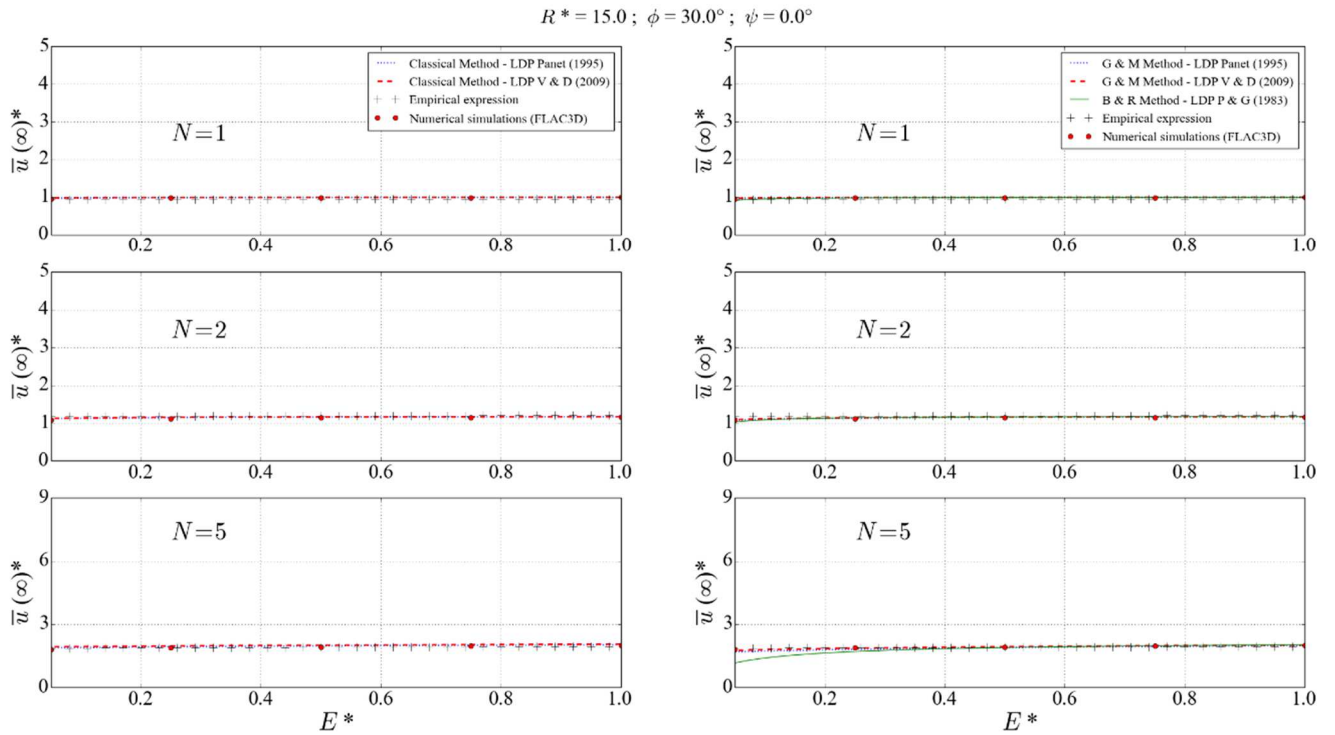 R* = 15.0 ; ϕ = 30.0° ; ψ = 0.0°
5
4
3
2
1
0
u̅(∞)*
N=1
Classical Method - LDP Panet (1995)
Classical Method - LDP V & D (2009)
Empirical expression
Numerical simulations (FLAC3D)
0.2 0.4 0.6 0.8 1.0
5
4
3
2
1
0
u̅(∞)*
N=1
G & M Method - LDP Panet (1995)
G & M Method - LDP V & D (2009)
B & R Method - LDP P & G (1983)
Empirical expression
Numerical simulations (FLAC3D)
0.2 0.4 0.6 0.8 1.0
5
4
3
2
1
0
u̅(∞)*
N=2
0.2 0.4 0.6 0.8 1.0
5
4
3
2
1
0
u̅(∞)*
N=2
0.2 0.4 0.6 0.8 1.0
9
6
3
0
u̅(∞)*
N=5
0.2 0.4 0.6 0.8 1.0
E*
9
6
3
0
u̅(∞)*
N=5
0.2 0.4 0.6 0.8 1.0
E*